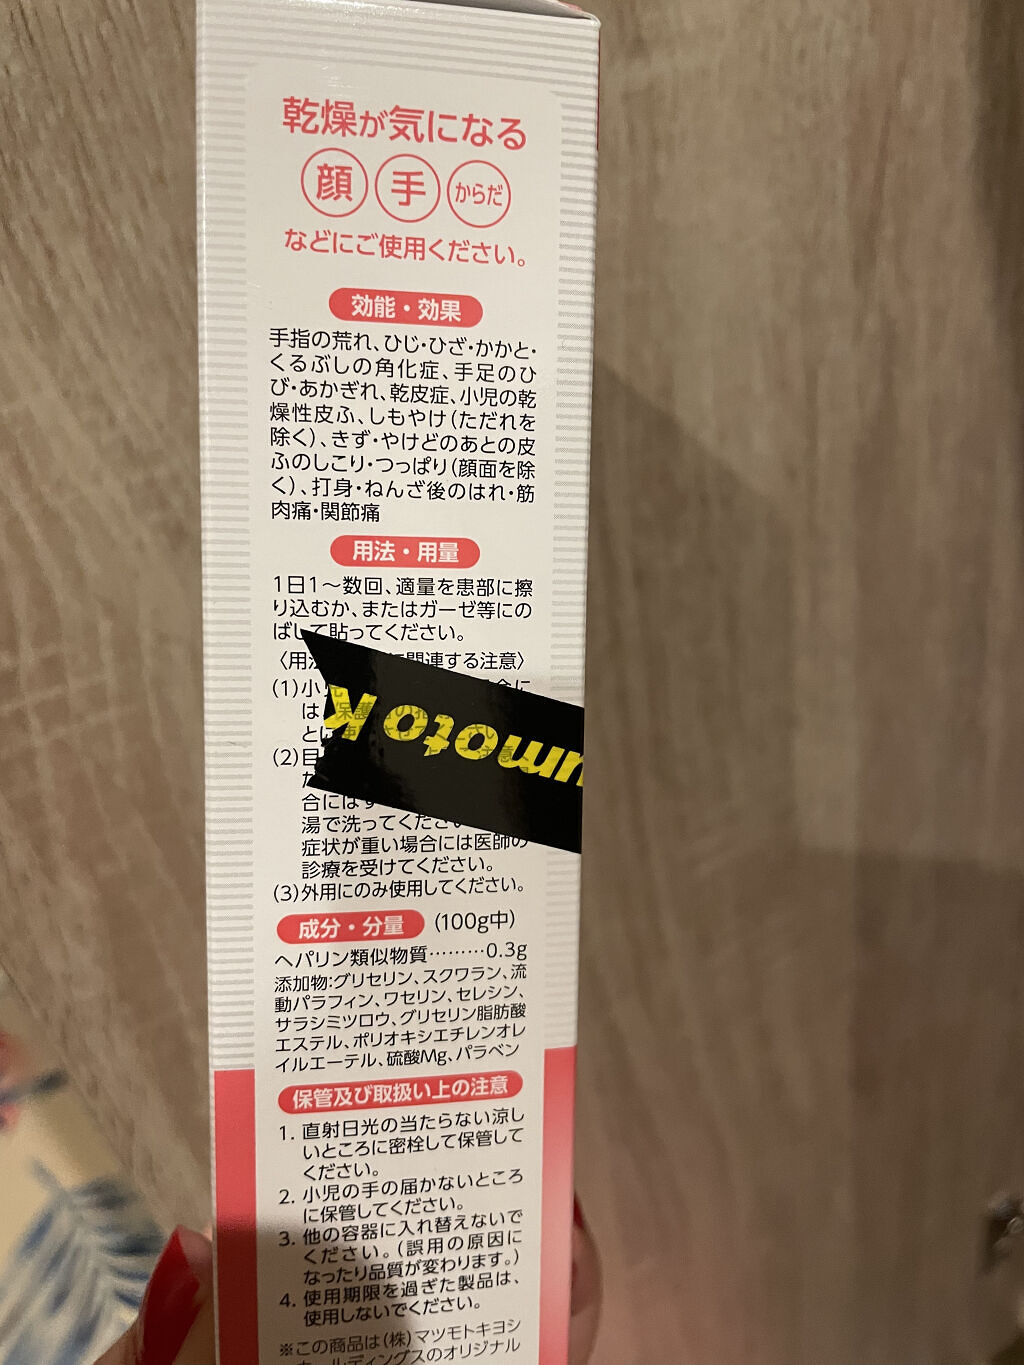 乾燥が気になる
顔 手 からだ
などにご使用ください。
効能・効果
手指の荒れ、ひじ・ひざ・かかと・
くるぶしの角化症、手足のひ
び・あかぎれ、乾皮症、小児の乾
燥性皮ふ、しもやけ（ただれを
除く）、きず・やけどのあとの皮
ふのしこり・つっぱり（顔面を除
く）、打身・ねんざ後のはれ・筋
肉痛・関節痛
用法・用量
1日1〜数回、適量を患部に擦
り込むか、またはガーゼ等にの
ばして貼ってください。
〈用法 関連する注意〉
(1)小児 合に
は、保護者の
とに
umotok
(2)目 注意
た
合にはす
湯で洗ってくださ
症状が重い場合には医師の
診療を受けてください。
(3)外用にのみ使用してください。
成分・分量 (100g中)
ヘパリン類似物質………0.3g
添加物:グリセリン、スクワラン、流
動パラフィン、ワセリン、セレシン、
サラシミツロウ、グリセリン脂肪酸
エステル、ポリオキシエチレンオレ
イルエーテル、硫酸Mg、パラベン
保管及び取扱い上の注意
1. 直射日光の当たらない涼し
いところに密栓して保管して
ください。
2. 小児の手の届かないところ
に保管してください。
3. 他の容器に入れ替えないで
ください。（誤用の原因に
なったり品質が変わります。）
4. 使用期限を過ぎた製品は、
使用しないでください。
※この商品は(株)マツモトキヨシ
ホールディングスのオリジナル